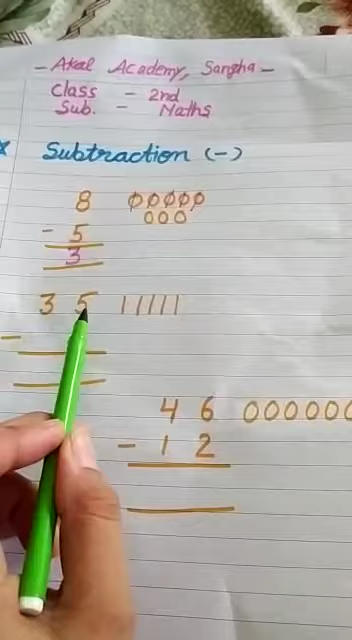 - Akal Academy, Sangha -
Class - 2nd
Sub. - Maths
Subtraction (-)
8
- 5
3
3 5
-
4 6
- 1 2